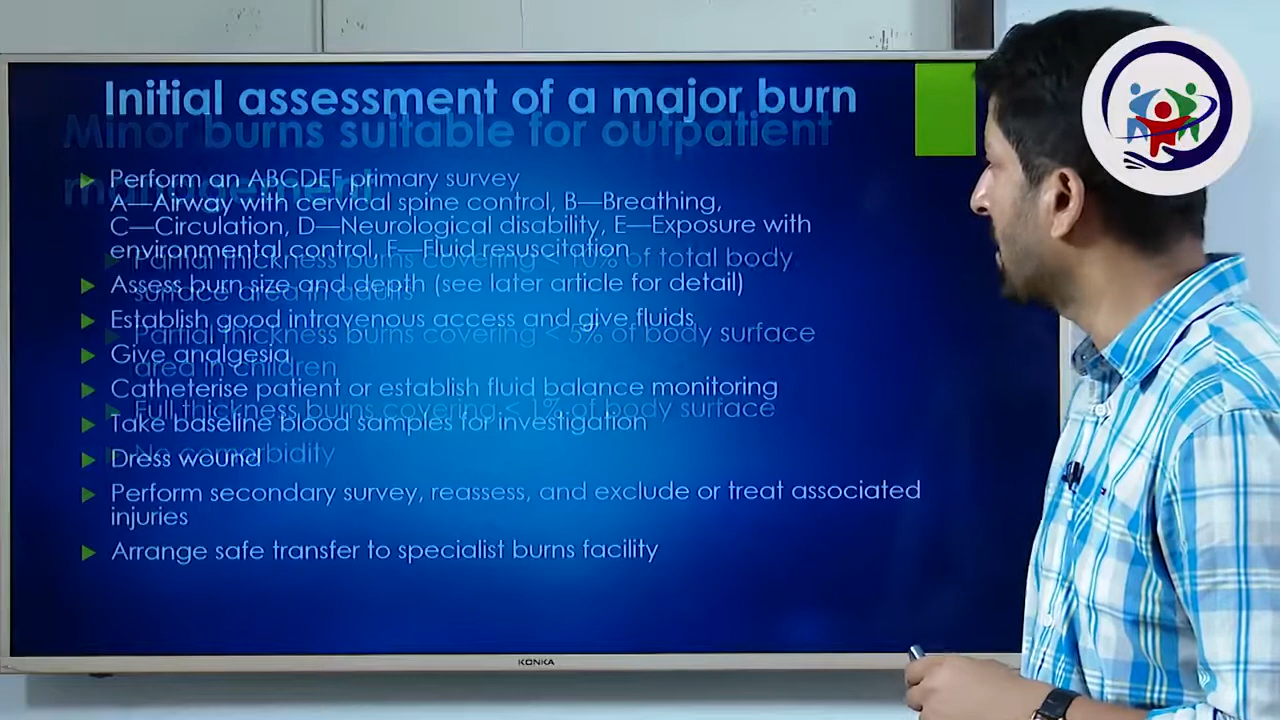 Initial assessment of a major burn
Minor burns suitable for outpatient
management
Perform an ABCDEF primary survey
A—Airway with cervical spine control, B—Breathing,
C—Circulation, D—Neurological disability, E—Exposure with
environmental control, F—Fluid resuscitation
Partial thickness burns covering < 10% of total body
surface area in adults
Assess burn size and depth (see later article for detail)
Establish good intravenous access and give fluids
Partial thickness burns covering < 5% of body surface
area in children
Give analgesia
Catheterise patient or establish fluid balance monitoring
Full thickness burns covering < 1% of body surface
Take baseline blood samples for investigation
No comorbidity
Dress wound
Perform secondary survey, reassess, and exclude or treat associated
injuries
Arrange safe transfer to specialist burns facility
KONKA